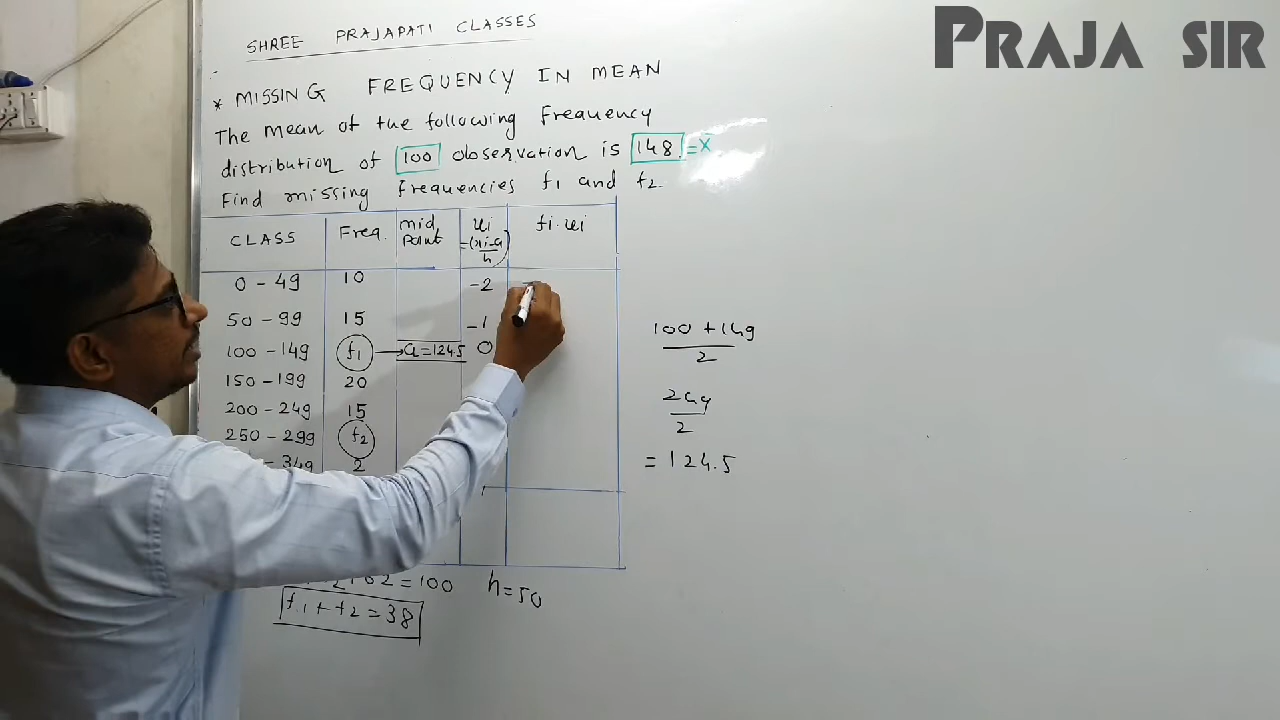 PRAJA SIR
SHREE PRAJAPATI CLASSES
* MISSING FREQUENCY IN MEAN
The mean of the following Frequency
distribution of 100 observation is 148. = x̄
Find missing frequencies f1 and f2.
CLASS Freq. mid Point ui =(xi-a/h) fi·ui
0 - 49 10 -2
50 - 99 15 -1
100 - 149 f1 → a=124.5 0
150 - 199 20
200 - 249 15
250 - 299 f2
349 2
= 100 h = 50
f1 + f2 = 38
100 + 149
2
249
2
= 124.5